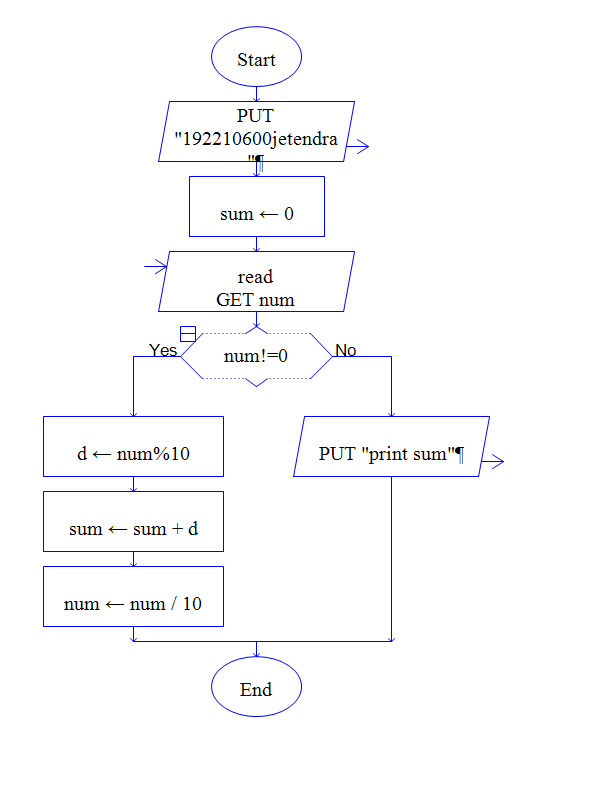 Start
PUT
"192210600jetendra
"¶
sum ← 0
read
GET num
Yes
num!=0
No
d ← num%10
PUT "print sum"¶
sum ← sum + d
num ← num / 10
End